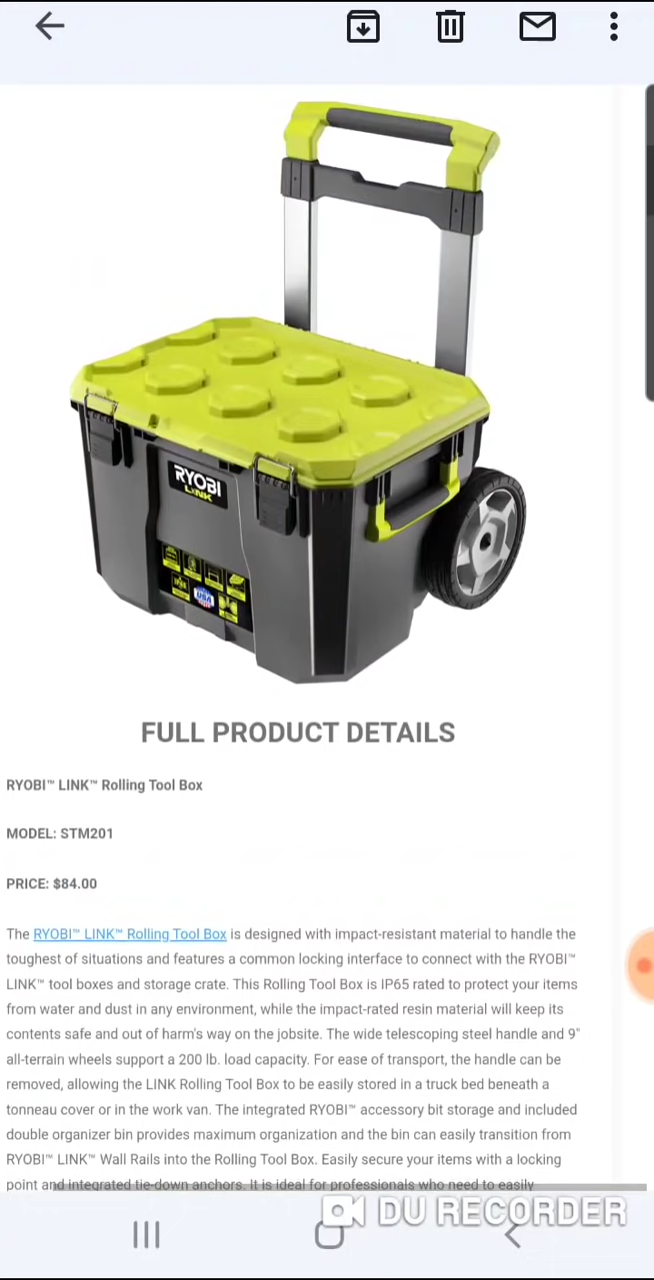 RYOBI
LINK
USA
FULL PRODUCT DETAILS
RYOBI™ LINK™ Rolling Tool Box
MODEL: STM201
PRICE: $84.00
The RYOBI™ LINK™ Rolling Tool Box is designed with impact-resistant material to handle the
toughest of situations and features a common locking interface to connect with the RYOBI™
LINK™ tool boxes and storage crate. This Rolling Tool Box is IP65 rated to protect your items
from water and dust in any environment, while the impact-rated resin material will keep its
contents safe and out of harm's way on the jobsite. The wide telescoping steel handle and 9"
all-terrain wheels support a 200 lb. load capacity. For ease of transport, the handle can be
removed, allowing the LINK Rolling Tool Box to be easily stored in a truck bed beneath a
tonneau cover or in the work van. The integrated RYOBI™ accessory bit storage and included
double organizer bin provides maximum organization and the bin can easily transition from
RYOBI™ LINK™ Wall Rails into the Rolling Tool Box. Easily secure your items with a locking
point and integrated tie-down anchors. It is ideal for professionals who need to easily
DU RECORDER